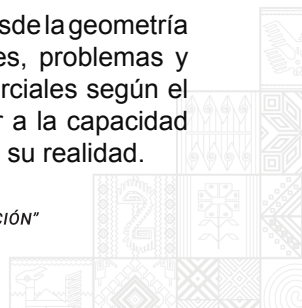 sde la geometría
es, problemas y
rciales según el
r a la capacidad
su realidad.
CIÓN"